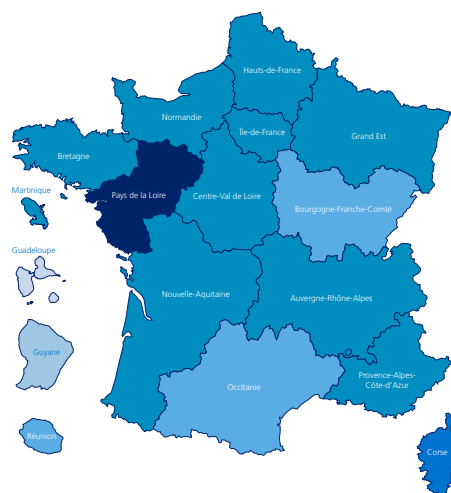 Hauts-de-France
Normandie
Île-de-France
Grand Est
Bretagne
Martinique
Pays de la Loire
Centre-Val de Loire
Bourgogne-Franche-Comté
Guadeloupe
Nouvelle-Aquitaine
Auvergne-Rhône-Alpes
Guyane
Provence-Alpes-
Côte-d'Azur
Occitanie
Réunion
Corse